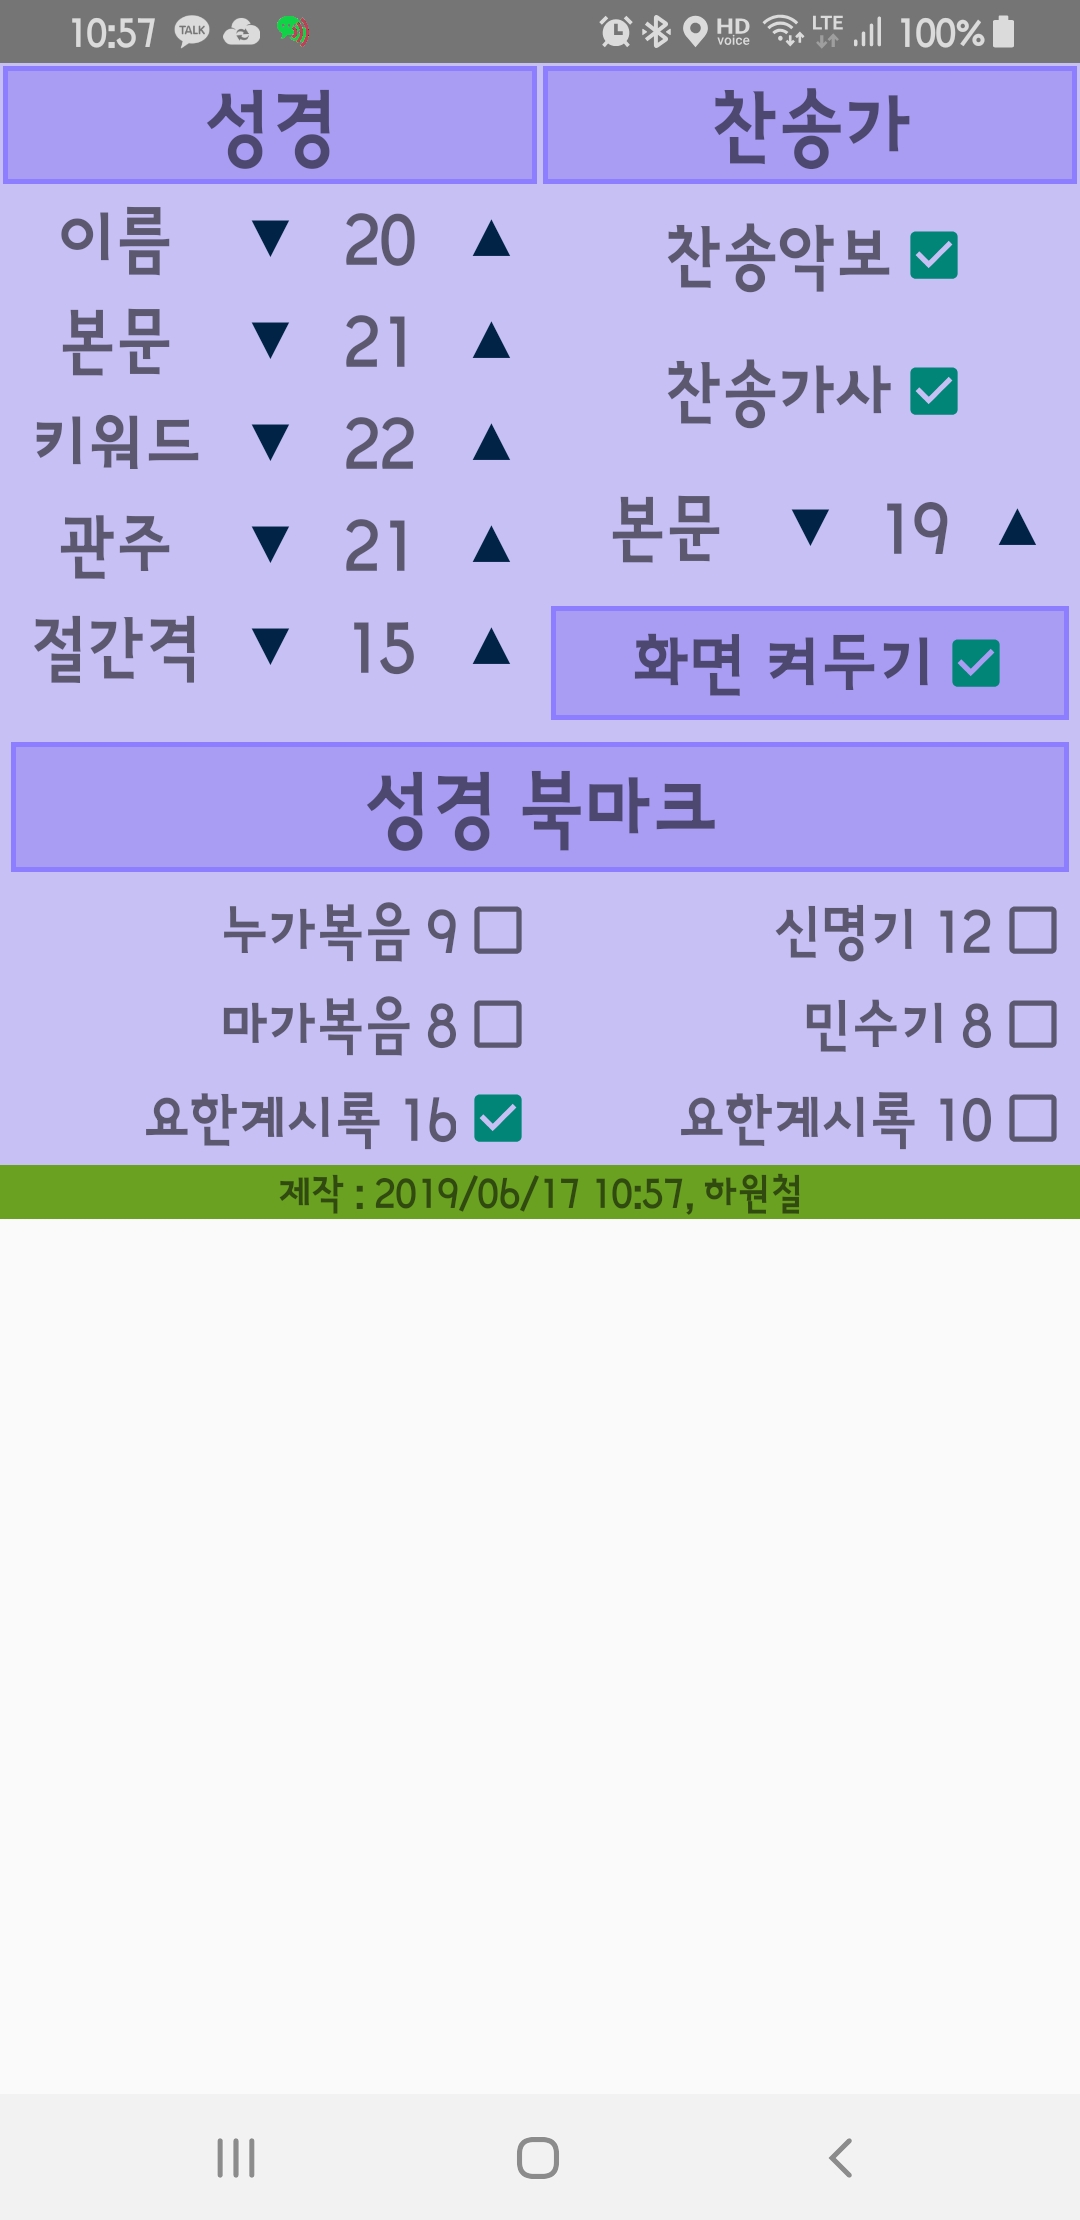 10:57 TALK HD voice LTE 100%
성경 찬송가
이름 ▼ 20 ▲
찬송악보
본문 ▼ 21 ▲
찬송가사
키워드 ▼ 22 ▲
관주 ▼ 21 ▲
본문 ▼ 19 ▲
절간격 ▼ 15 ▲
화면 켜두기
성경 북마크
누가복음 9 신명기 12
마가복음 8 민수기 8
요한계시록 16 요한계시록 10
제작 : 2019/06/17 10:57, 하원철